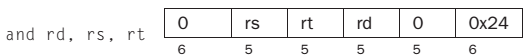 and rd, rs, rt 0 rs rt rd 0 0x24
6 5 5 5 5 6